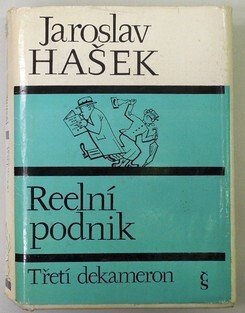 Jaroslav
HAŠEK
Reelní
podnik
Třetí dekameron
čs